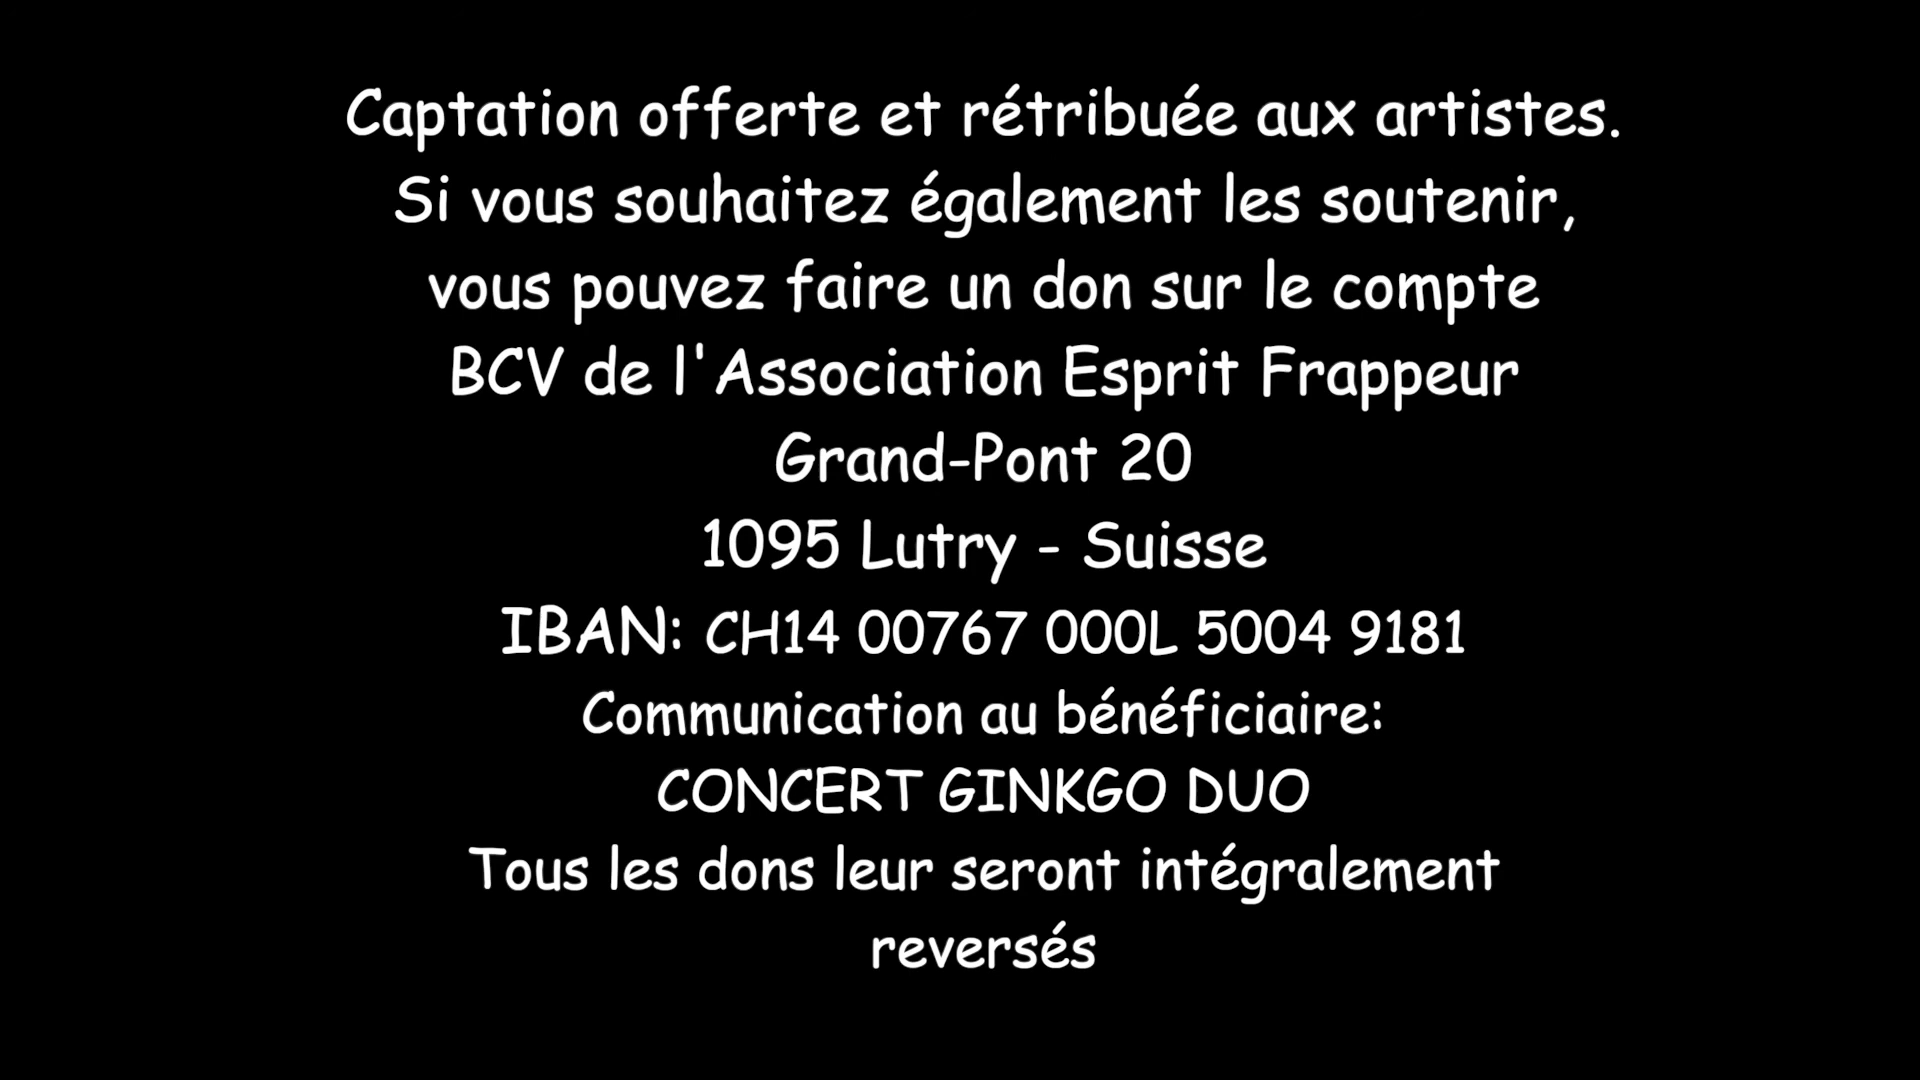 Captation offerte et rétribuée aux artistes.
Si vous souhaitez également les soutenir,
vous pouvez faire un don sur le compte
BCV de l'Association Esprit Frappeur
Grand-Pont 20
1095 Lutry - Suisse
IBAN: CH14 00767 000L 5004 9181
Communication au bénéficiaire:
CONCERT GINKGO DUO
Tous les dons leur seront intégralement
reversés